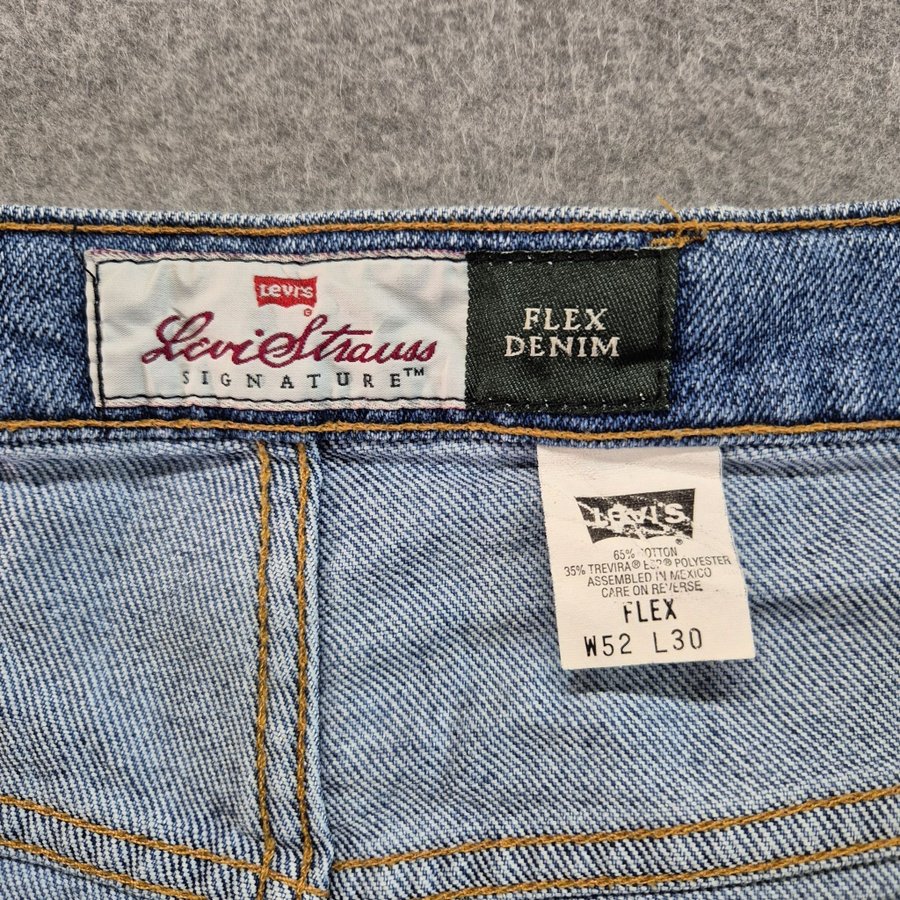 Levi's
®
Levi Strauss
SIGNATURE™
FLEX
DENIM
LEVI'S
®
65% COTTON
35% TREVIRA® ESP® POLYESTER
ASSEMBLED IN MEXICO
CARE ON REVERSE
FLEX
W52 L30